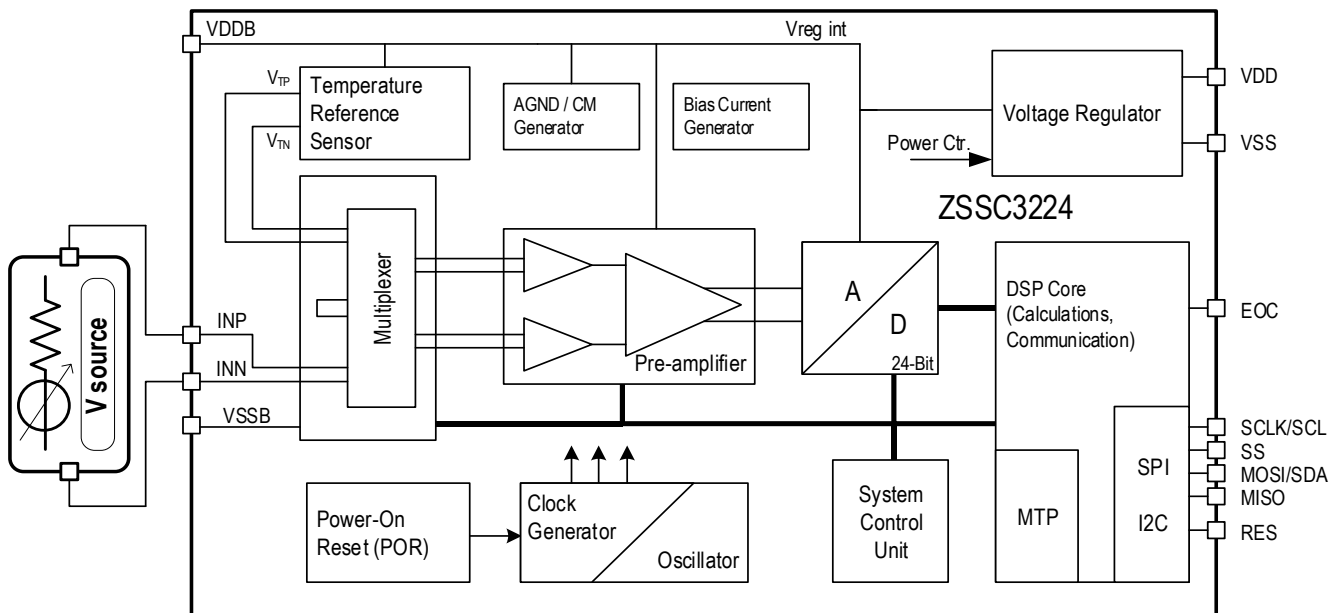 VDDB
Vreg int
VTP
Temperature
Reference
Sensor
VTN
AGND / CM
Generator
Bias Current
Generator
Voltage Regulator
Power Ctr.
VDD
VSS
ZSSC3224
V source
INP
INN
VSSB
Multiplexer
Pre-amplifier
A
D
24-Bit
DSP Core
(Calculations,
Communication)
EOC
SCLK/SCL
SS
MOSI/SDA
MISO
RES
SPI
I2C
MTP
Power-On
Reset (POR)
Clock
Generator
Oscillator
System
Control
Unit